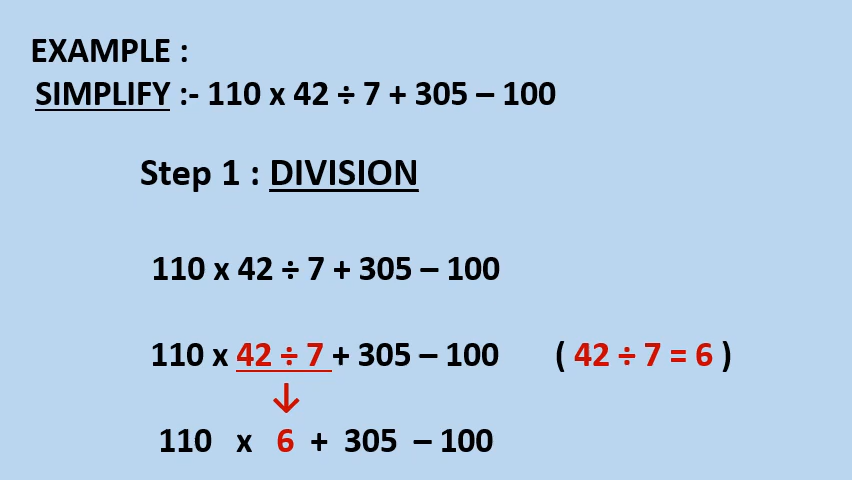 EXAMPLE :
SIMPLIFY :- 110 x 42 ÷ 7 + 305 – 100
Step 1 : DIVISION
110 x 42 ÷ 7 + 305 – 100
110 x 42 ÷ 7 + 305 – 100 ( 42 ÷ 7 = 6 )
↓
110 x 6 + 305 – 100